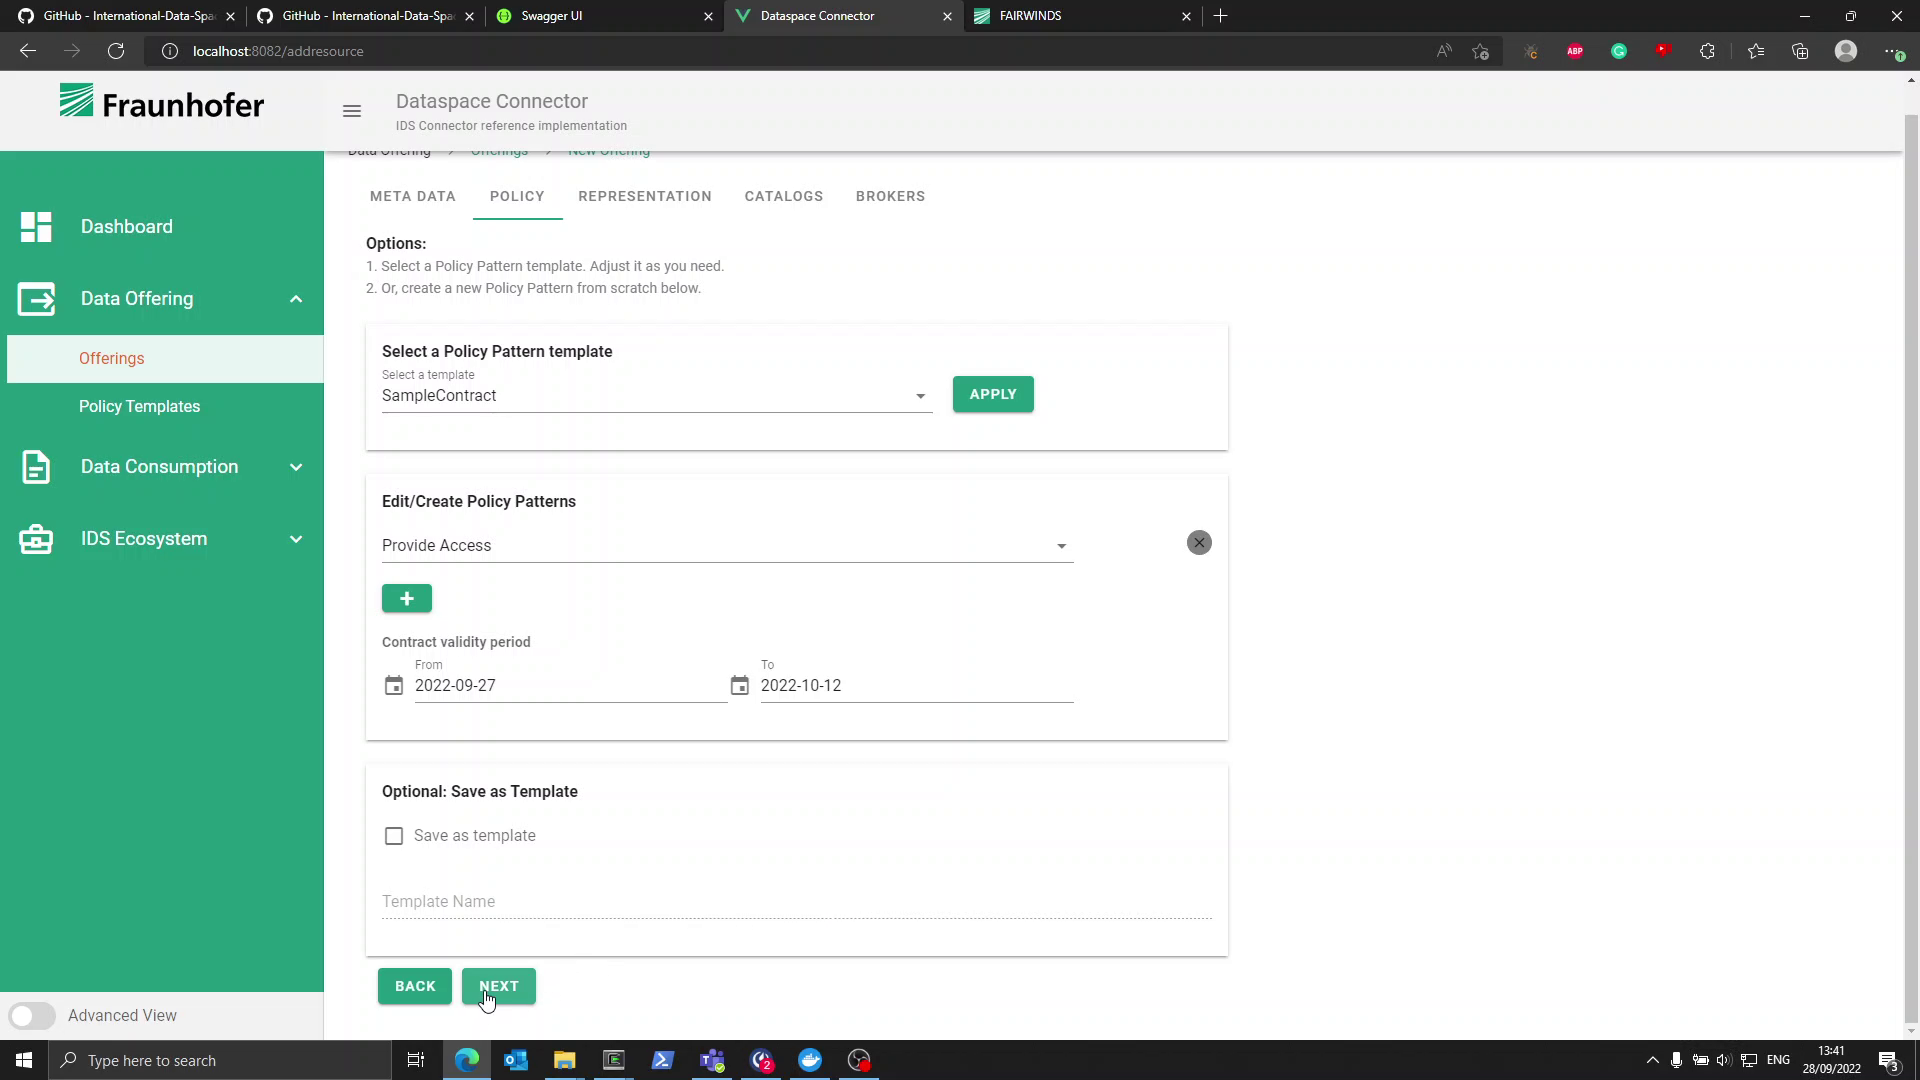 GitHub - International-Data-Spa
GitHub - International-Data-Spa
Swagger UI
Dataspace Connector
FAIRWINDS
localhost:8082/addresource
ABP
Fraunhofer
Dataspace Connector
IDS Connector reference implementation
Data Offering
Offerings
New Offering
META DATA
POLICY
REPRESENTATION
CATALOGS
BROKERS
Dashboard
Data Offering
Offerings
Policy Templates
Data Consumption
IDS Ecosystem
Advanced View
Options:
1. Select a Policy Pattern template. Adjust it as you need.
2. Or, create a new Policy Pattern from scratch below.
Select a Policy Pattern template
Select a template
SampleContract
APPLY
Edit/Create Policy Patterns
Provide Access
+
Contract validity period
From
2022-09-27
To
2022-10-12
Optional: Save as Template
Save as template
Template Name
BACK
NEXT
Type here to search
2
ENG
13:41
28/09/2022
3